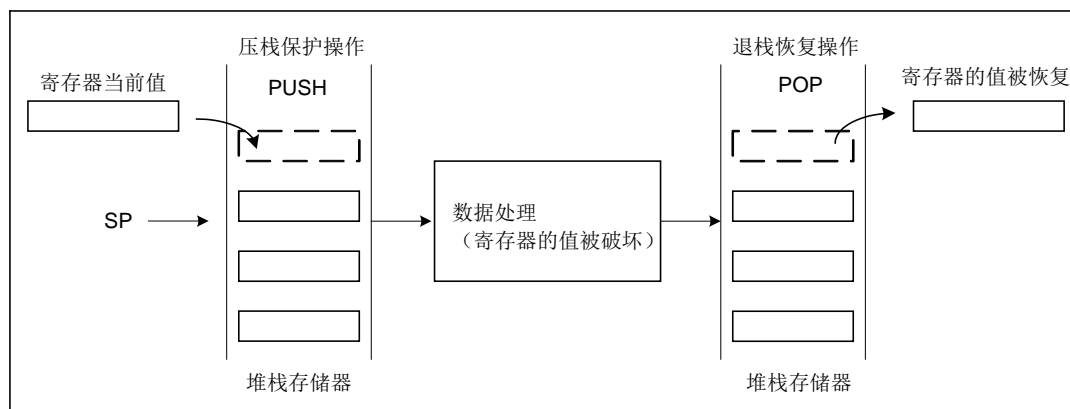 压栈保护操作
退栈恢复操作
寄存器当前值
PUSH
POP
寄存器的值被恢复
SP
数据处理
（寄存器的值被破坏）
堆栈存储器
堆栈存储器